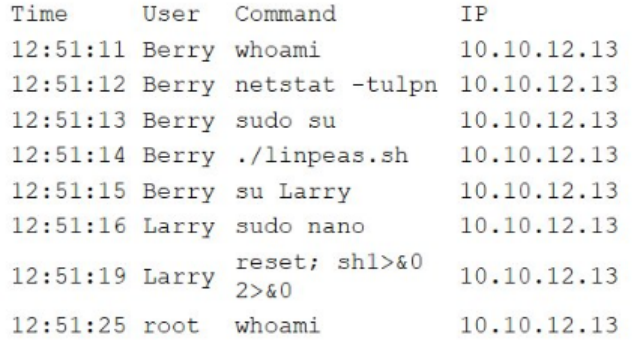 Time User Command IP
12:51:11 Berry whoami 10.10.12.13
12:51:12 Berry netstat -tulpn 10.10.12.13
12:51:13 Berry sudo su 10.10.12.13
12:51:14 Berry ./linpeas.sh 10.10.12.13
12:51:15 Berry su Larry 10.10.12.13
12:51:16 Larry sudo nano 10.10.12.13
12:51:19 Larry reset; sh1>&0 2>&0 10.10.12.13
12:51:25 root whoami 10.10.12.13